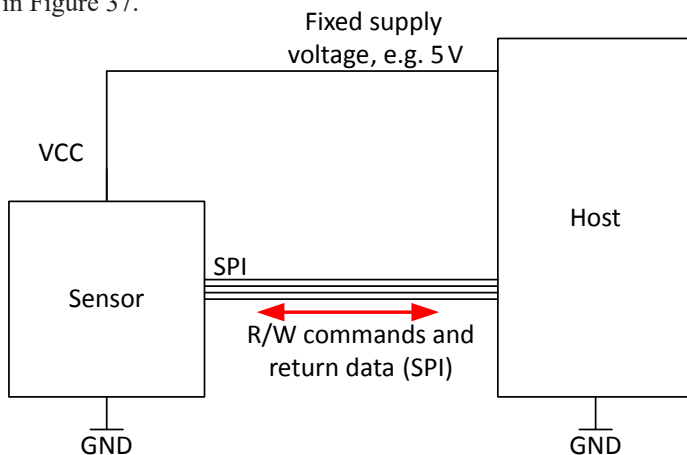 in Figure 37.
Fixed supply
voltage, e.g. 5 V
VCC
Host
SPI
Sensor
R/W commands and
return data (SPI)
GND
GND